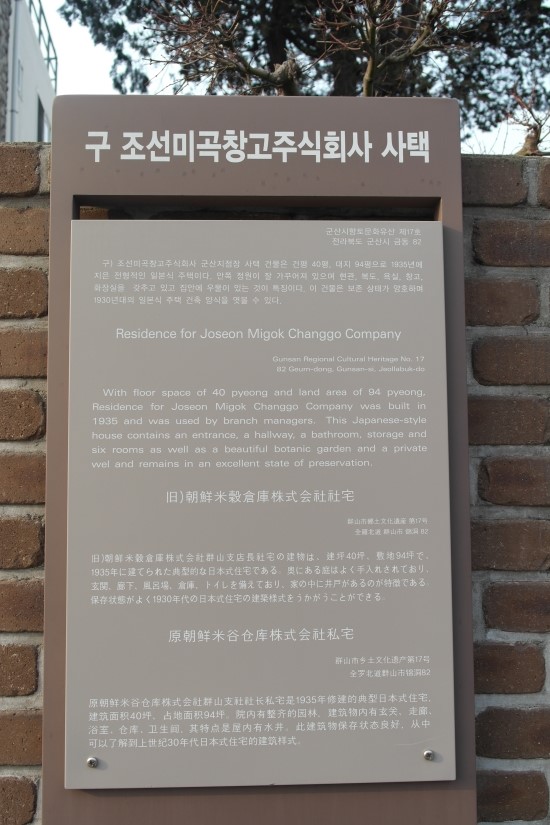 구 조선미곡창고주식회사 사택
군산시향토문화유산 제17호
전라북도 군산시 금동 82
구) 조선미곡창고주식회사 군산지점장 사택 건물은 건평 40평, 대지 94평으로 1935년에
지은 전형적인 일본식 주택이다. 안쪽 정원이 잘 가꾸어져 있으며 현관, 복도, 욕실, 창고,
화장실을 갖추고 있고 집안에 우물이 있는 것이 특징이다. 이 건물은 보존 상태가 양호하며
1930년대의 일본식 주택 건축 양식을 엿볼 수 있다.
Residence for Joseon Migok Changgo Company
Gunsan Regional Cultural Heritage No. 17
82 Geum-dong, Gunsan-si, Jeollabuk-do
With floor space of 40 pyeong and land area of 94 pyeong,
Residence for Joseon Migok Changgo Company was built in
1935 and was used by branch managers. This Japanese-style
house contains an entrance, a hallway, a bathroom, storage and
six rooms as well as a beautiful botanic garden and a private
wel and remains in an excellent state of preservation.
旧)朝鮮米穀倉庫株式会社社宅
群山市郷土文化遺産 第17号
全羅北道 群山市 錦洞 82
旧)朝鮮米穀倉庫株式会社群山支店長社宅の建物は、建坪40坪、敷地94坪で、
1935年に建てられた典型的な日本式住宅である. 奥にある庭はよく手入れされており、
玄関、廊下、風呂場、倉庫、トイレを備えており、家の中に井戸があるのが特徴である.
保存状態がよく1930年代の日本式住宅の建築様式をうかがうことができる.
原朝鲜米谷仓库株式会社私宅
群山市乡土文化遗产第17号
全罗北道群山市锦洞82
原朝鲜米谷仓库株式会社群山支社社长私宅是1935年修建的典型日本式住宅,
建筑面积40坪, 占地面积94坪, 院内有整齐的园林, 建筑物内有玄关、走廊、
浴室、仓库、卫生间, 其特点是屋内有水井. 此建筑物保存状态良好, 从中
可以了解到上世纪30年代日本式住宅的建筑样式.